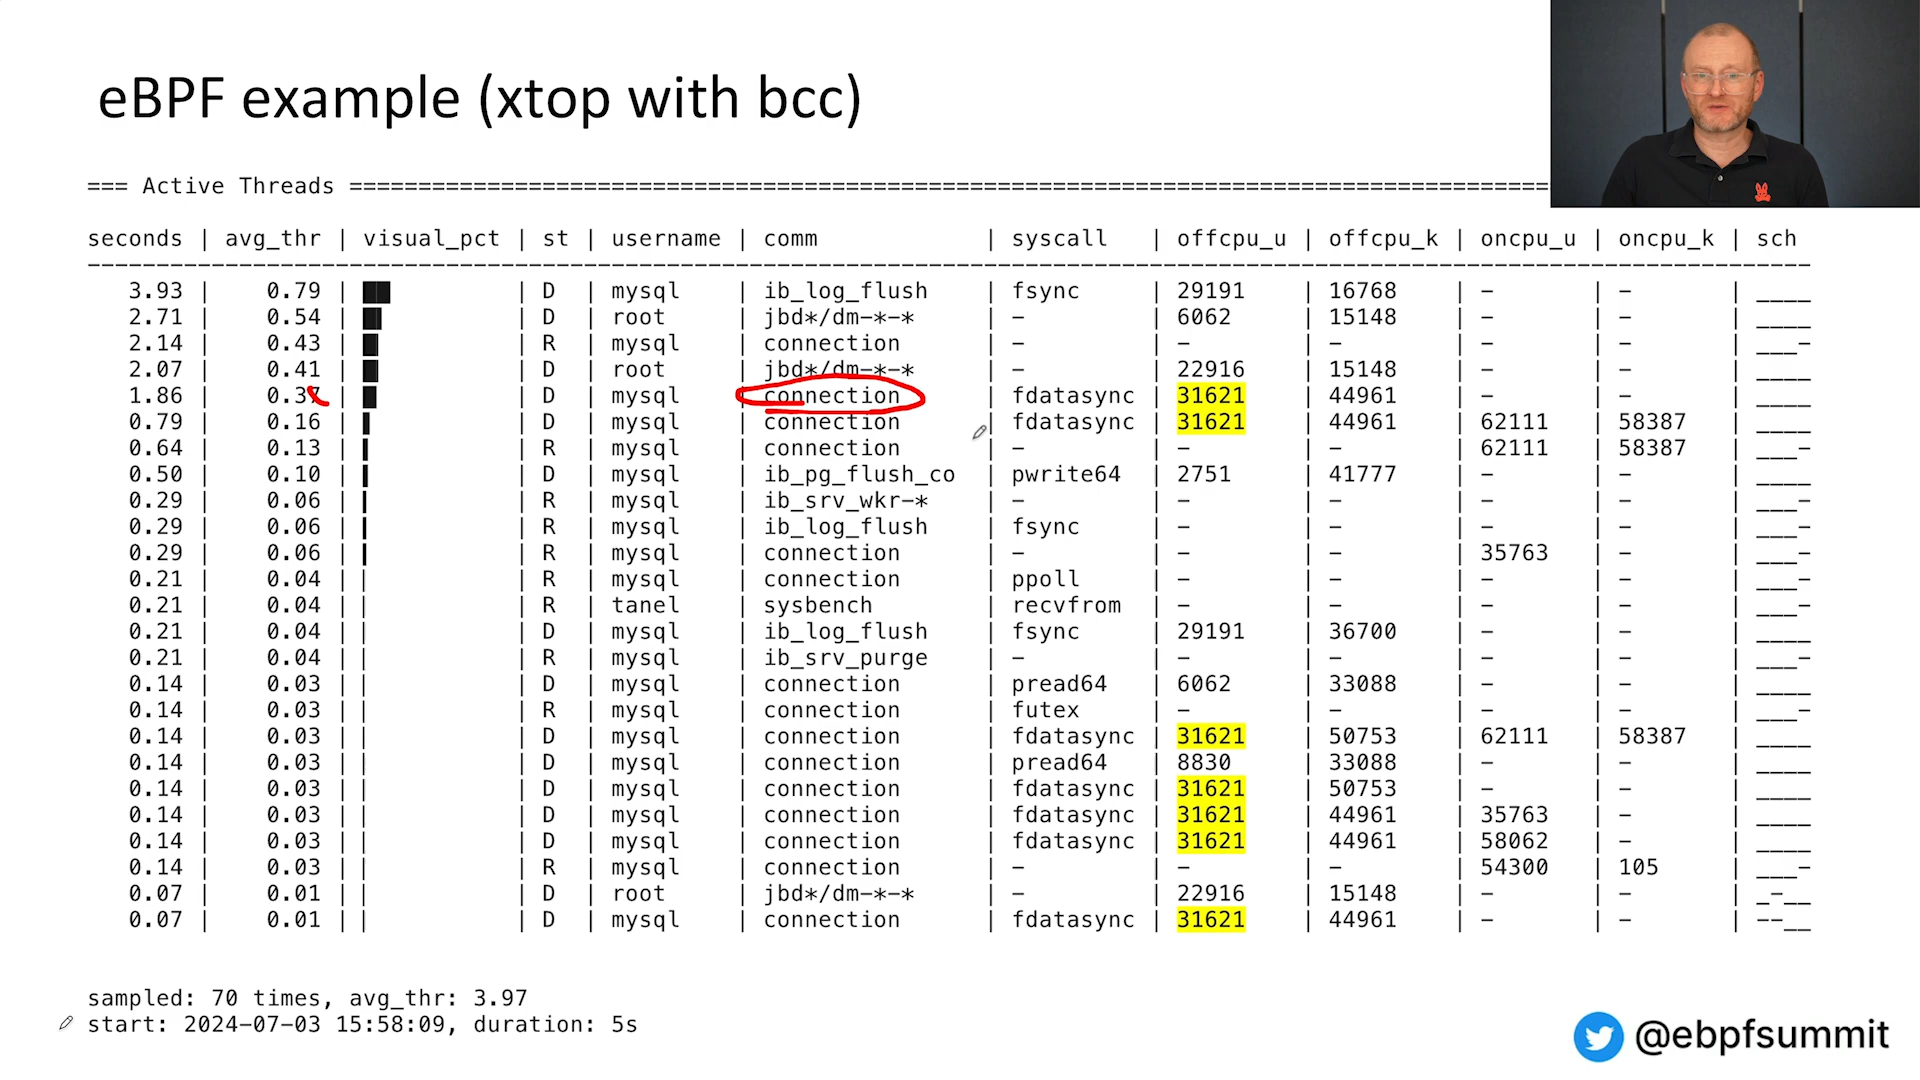 eBPF example (xtop with bcc)
=== Active Threads =======================================================================================
seconds | avg_thr | visual_pct | st | username | comm | syscall | offcpu_u | offcpu_k | oncpu_u | oncpu_k | sch
3.93 | 0.79 | ██ | D | mysql | ib_log_flush | fsync | 29191 | 16768 | - | - | ____
2.71 | 0.54 | █▌ | D | root | jbd*/dm-*-* | - | 6062 | 15148 | - | - | ____
2.14 | 0.43 | █ | R | mysql | connection | - | - | - | - | - | ___-
2.07 | 0.41 | █ | D | root | jbd*/dm-*-* | - | 22916 | 15148 | - | - | ____
1.86 | 0.37 | █ | D | mysql | connection | fdatasync | 31621 | 44961 | - | - | ____
0.79 | 0.16 | ▌ | D | mysql | connection | fdatasync | 31621 | 44961 | 62111 | 58387 | ____
0.64 | 0.13 | ▍ | R | mysql | connection | - | - | - | 62111 | 58387 | ___-
0.50 | 0.10 | ▍ | D | mysql | ib_pg_flush_co | pwrite64 | 2751 | 41777 | - | - | ____
0.29 | 0.06 | ▎ | R | mysql | ib_srv_wkr-* | - | - | - | - | - | ___-
0.29 | 0.06 | ▎ | R | mysql | ib_log_flush | fsync | - | - | - | - | ___-
0.29 | 0.06 | ▎ | R | mysql | connection | - | - | - | 35763 | - | ___-
0.21 | 0.04 | ▏ | R | mysql | connection | ppoll | - | - | - | - | ___-
0.21 | 0.04 | ▏ | R | tanel | sysbench | recvfrom | - | - | - | - | ___-
0.21 | 0.04 | ▏ | D | mysql | ib_log_flush | fsync | 29191 | 36700 | - | - | ____
0.21 | 0.04 | ▏ | R | mysql | ib_srv_purge | - | - | - | - | - | ___-
0.14 | 0.03 | ▏ | D | mysql | connection | pread64 | 6062 | 33088 | - | - | ____
0.14 | 0.03 | ▏ | R | mysql | connection | futex | - | - | - | - | ___-
0.14 | 0.03 | ▏ | D | mysql | connection | fdatasync | 31621 | 50753 | 62111 | 58387 | ____
0.14 | 0.03 | ▏ | D | mysql | connection | pread64 | 8830 | 33088 | - | - | ____
0.14 | 0.03 | ▏ | D | mysql | connection | fdatasync | 31621 | 50753 | - | - | ____
0.14 | 0.03 | ▏ | D | mysql | connection | fdatasync | 31621 | 44961 | 35763 | - | ____
0.14 | 0.03 | ▏ | D | mysql | connection | fdatasync | 31621 | 44961 | 58062 | - | ____
0.14 | 0.03 | ▏ | R | mysql | connection | - | - | - | 54300 | 105 | ___-
0.07 | 0.01 | ▏ | D | root | jbd*/dm-*-* | - | 22916 | 15148 | - | - | _-__
0.07 | 0.01 | ▏ | D | mysql | connection | fdatasync | 31621 | 44961 | - | - | --__
sampled: 70 times, avg_thr: 3.97
start: 2024-07-03 15:58:09, duration: 5s
@ebpfsummit